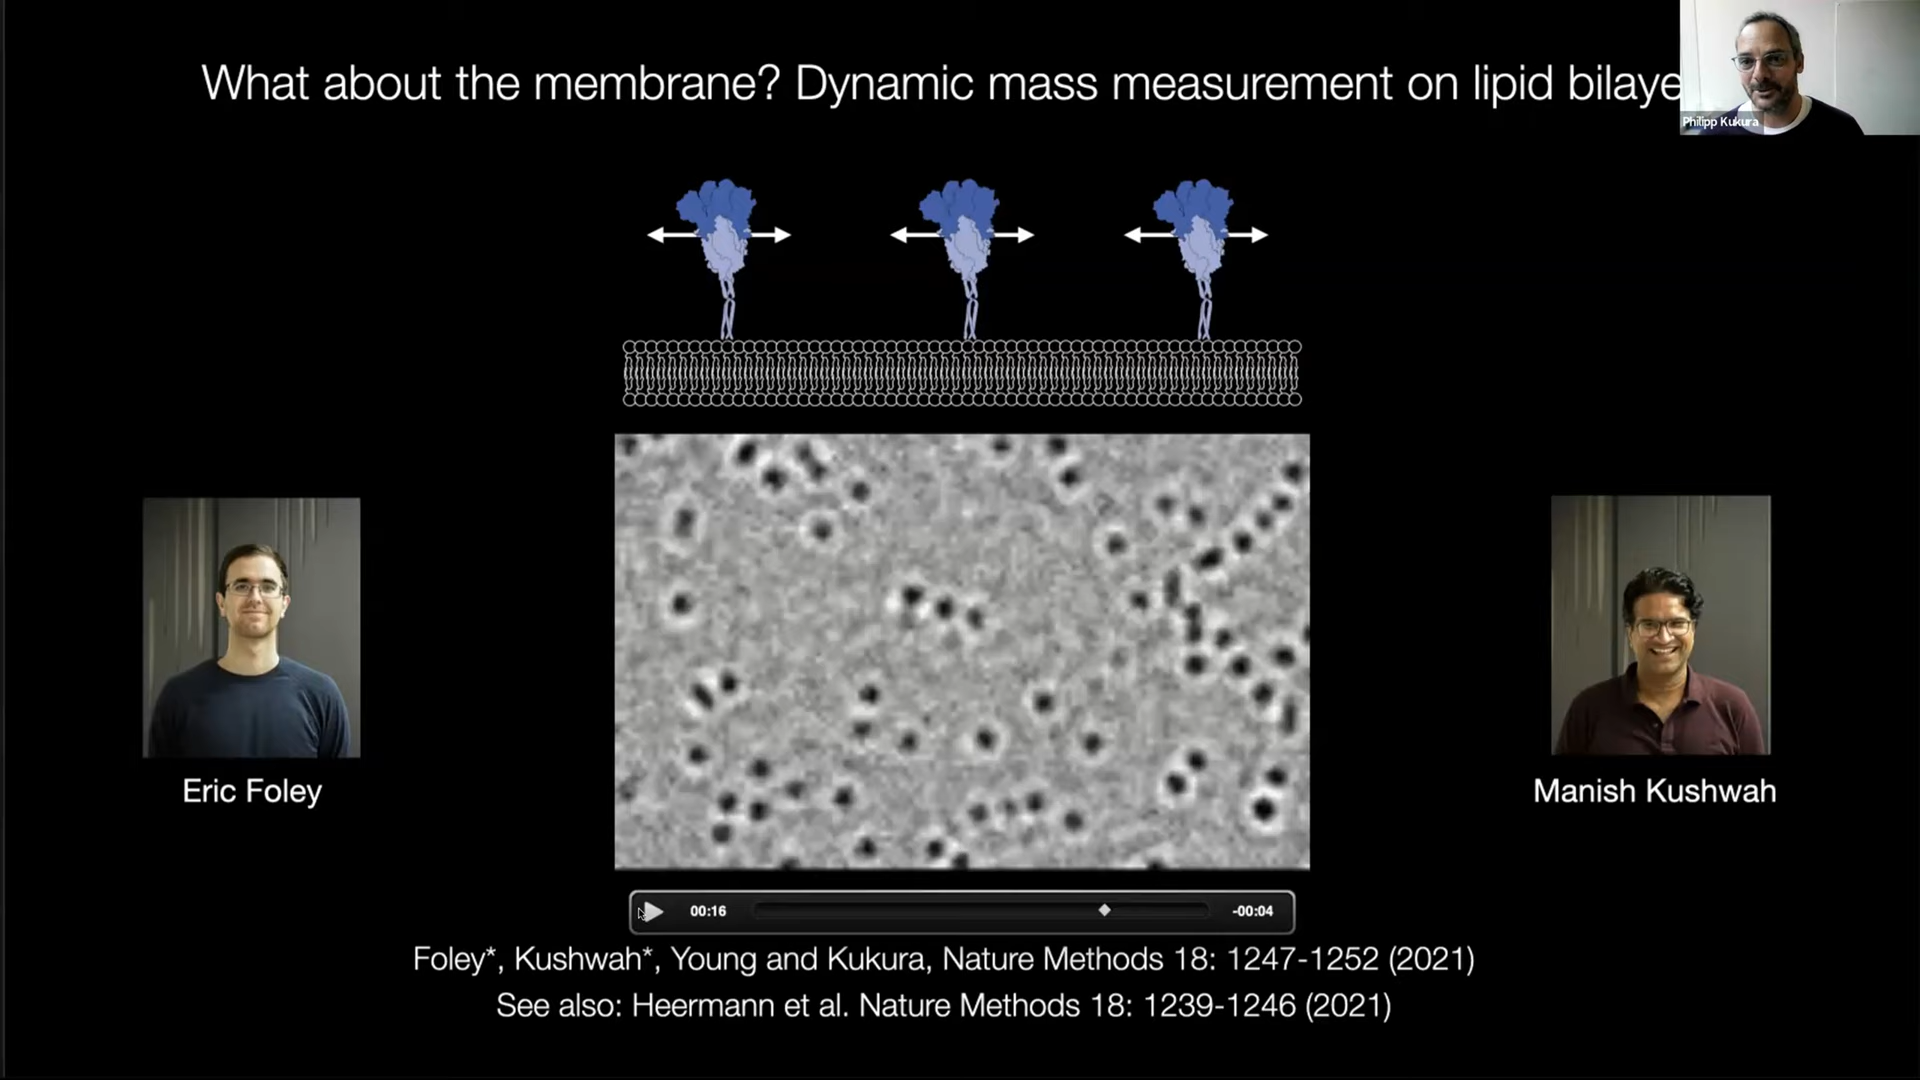 What about the membrane? Dynamic mass measurement on lipid bilaye
Philipp Kukura
Eric Foley
Manish Kushwah
00:16
-00:04
Foley*, Kushwah*, Young and Kukura, Nature Methods 18: 1247-1252 (2021)
See also: Heermann et al. Nature Methods 18: 1239-1246 (2021)